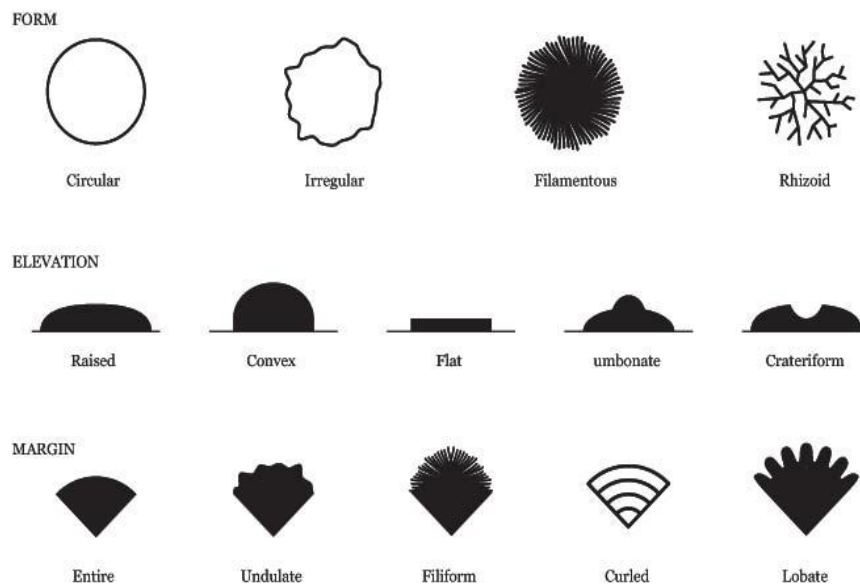 FORM
Circular Irregular Filamentous Rhizoid
ELEVATION
Raised Convex Flat umbonate Crateriform
MARGIN
Entire Undulate Filiform Curled Lobate